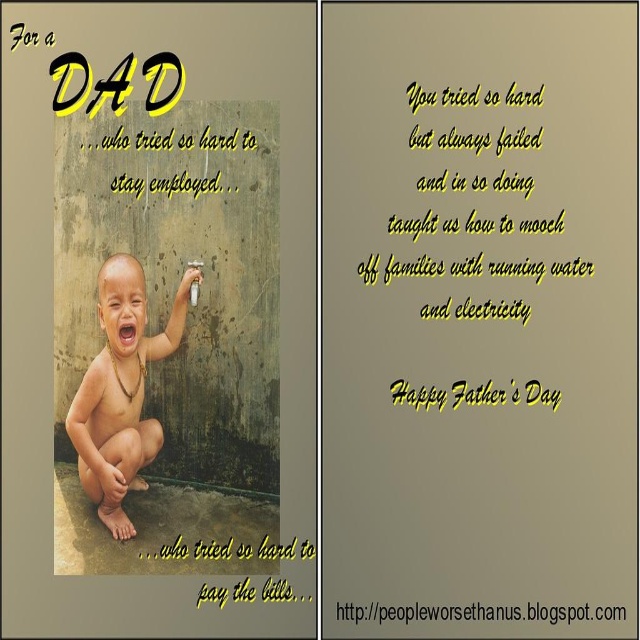 For a
DAD
...who tried so hard to
stay employed...
...who tried so hard to
pay the bills...
You tried so hard
but always failed
and in so doing
taught us how to mooch
off families with running water
and electricity
Happy Father's Day
http://peopleworsethanus.blogspot.com